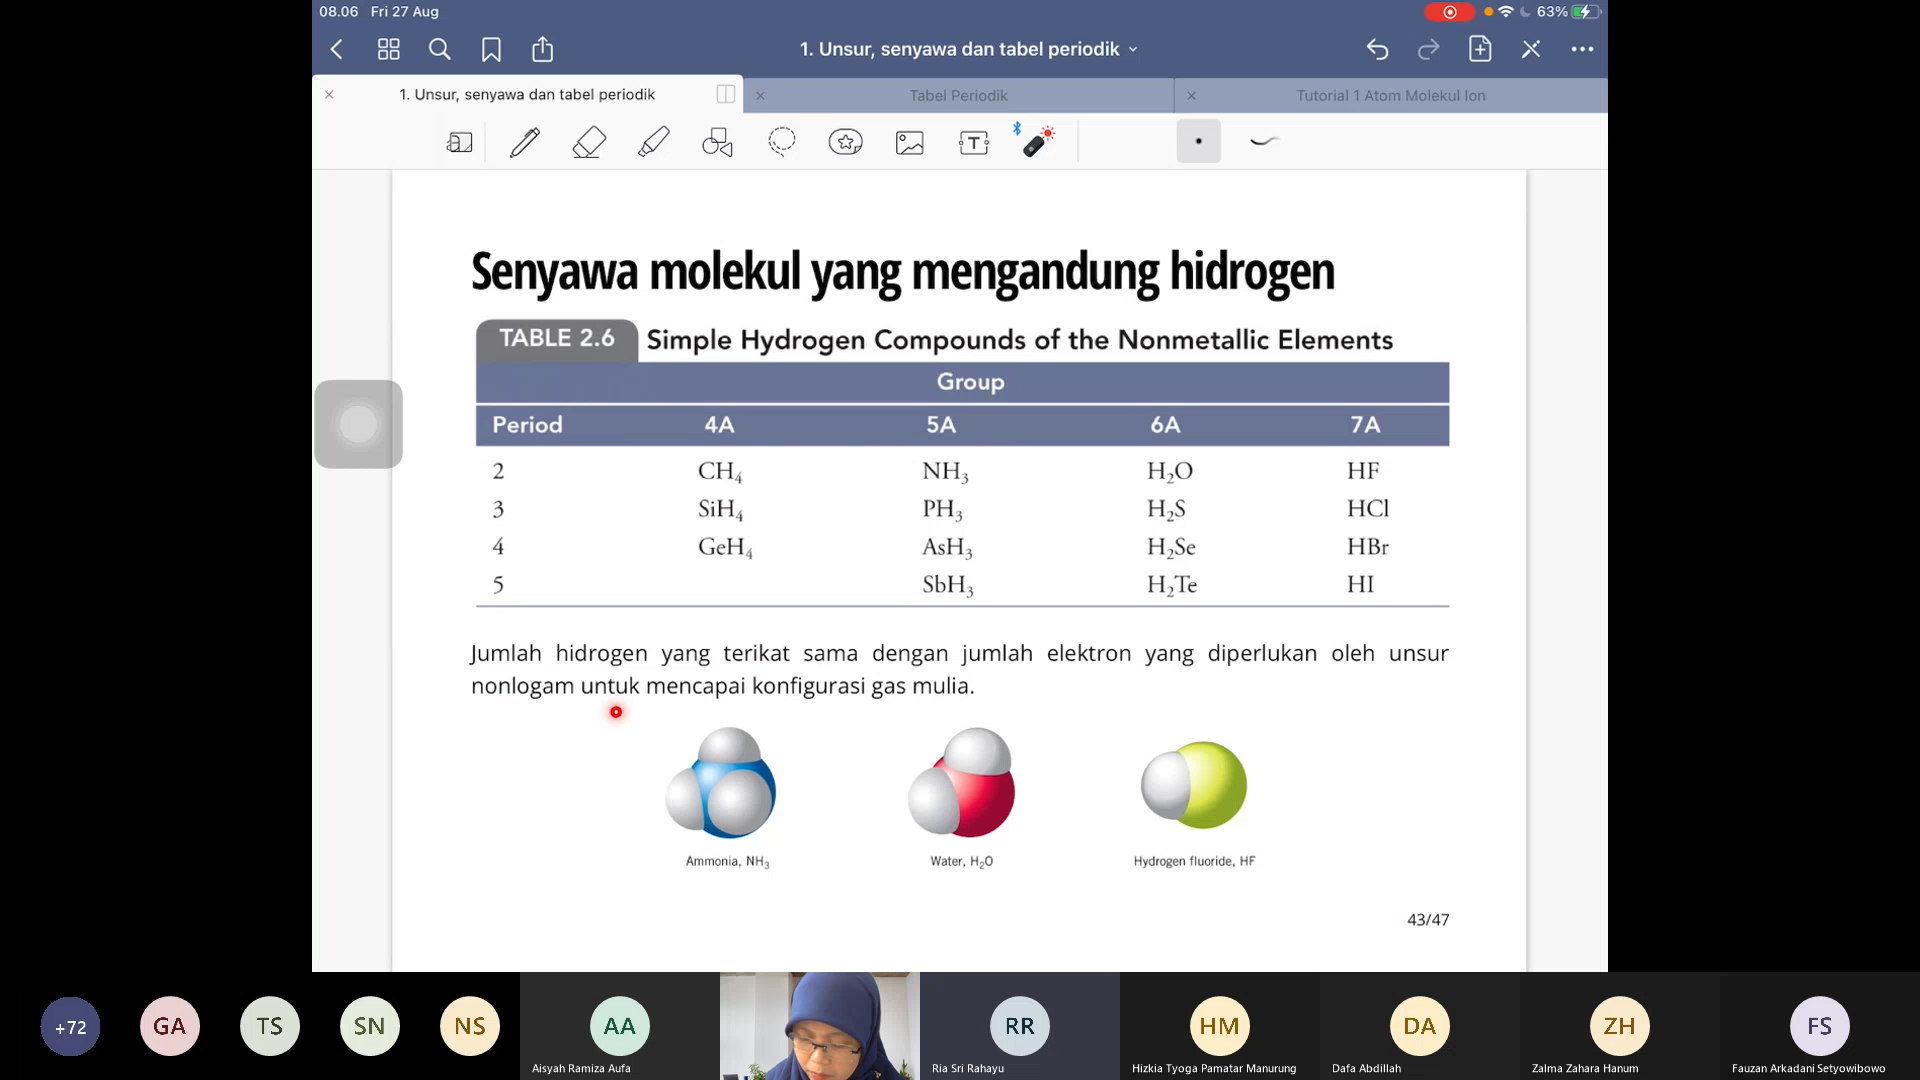 08.06 Fri 27 Aug
63%
1. Unsur, senyawa dan tabel periodik
1. Unsur, senyawa dan tabel periodik
Tabel Periodik
Tutorial 1 Atom Molekul Ion
Senyawa molekul yang mengandung hidrogen
TABLE 2.6 Simple Hydrogen Compounds of the Nonmetallic Elements
Group
Period 4A 5A 6A 7A
2 CH₄ NH₃ H₂O HF
3 SiH₄ PH₃ H₂S HCl
4 GeH₄ AsH₃ H₂Se HBr
5 SbH₃ H₂Te HI
Jumlah hidrogen yang terikat sama dengan jumlah elektron yang diperlukan oleh unsur
nonlogam untuk mencapai konfigurasi gas mulia.
Ammonia, NH₃
Water, H₂O
Hydrogen fluoride, HF
43/47
+72 GA TS SN NS AA RR HM DA ZH FS
Aisyah Ramiza Aufa
Ria Sri Rahayu
Hizkia Tyoga Pamatar Manurung
Dafa Abdillah
Zalma Zahara Hanum
Fauzan Arkadani Setyowibowo